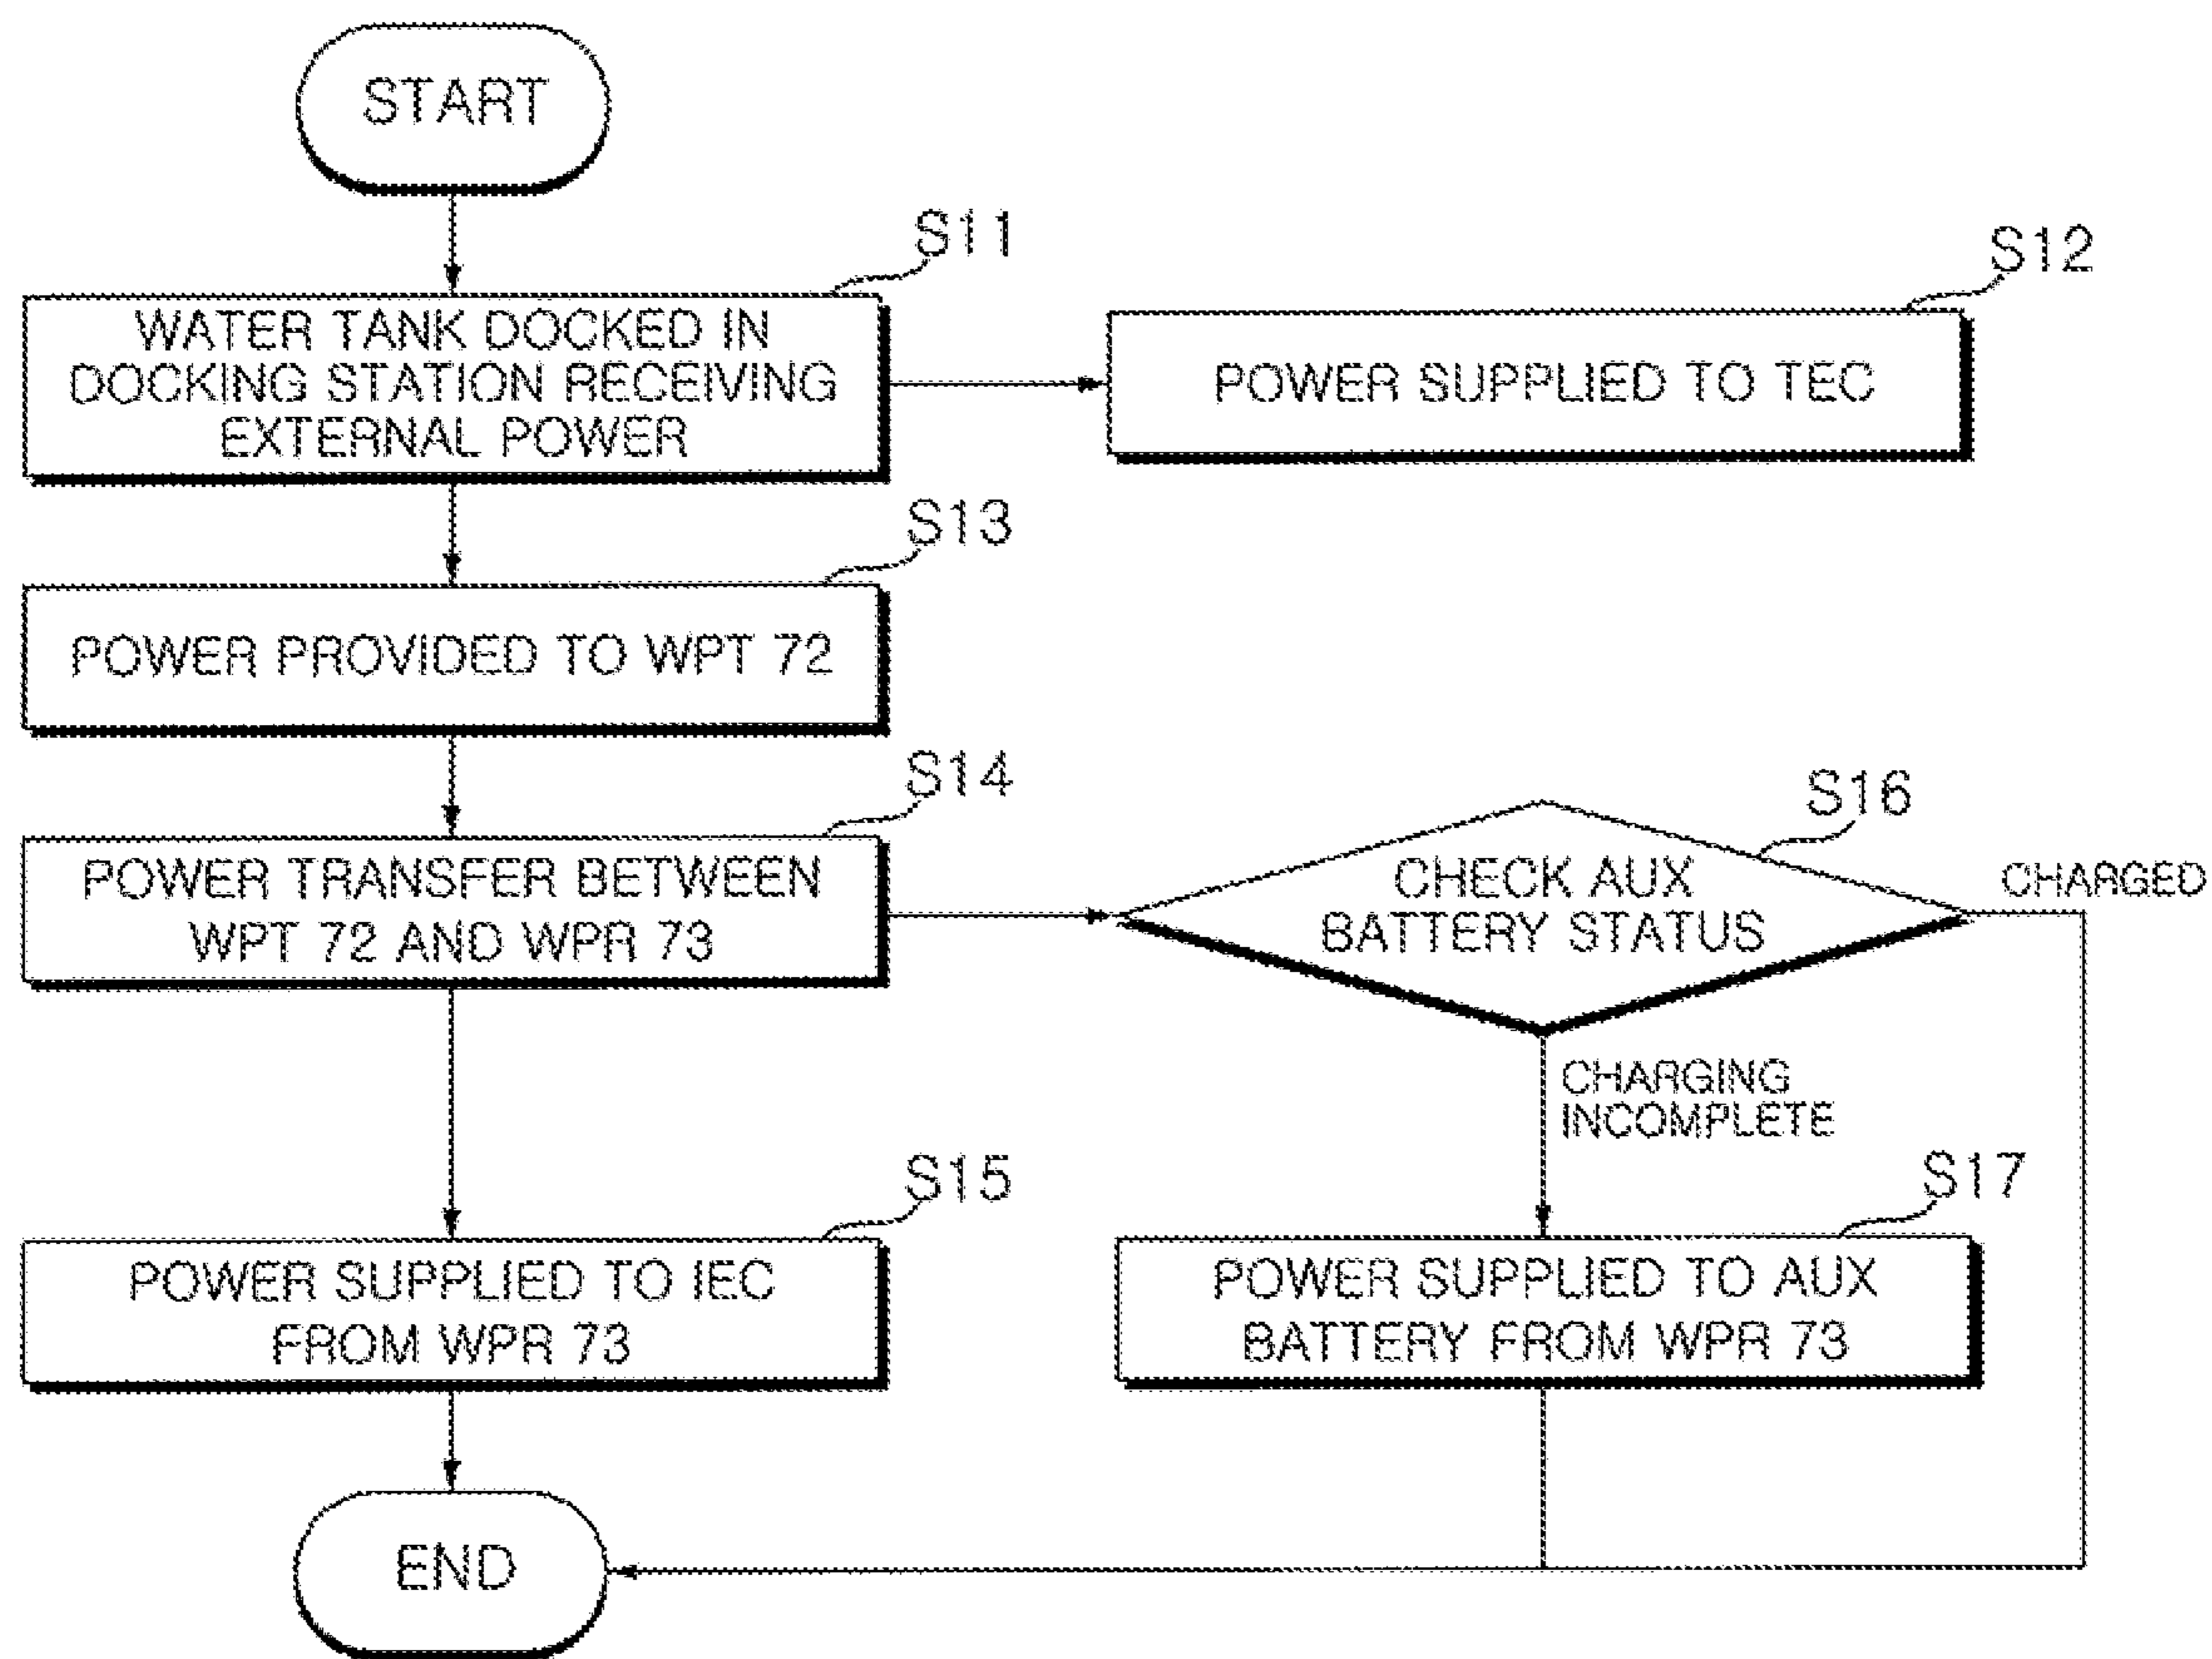 START
S11
WATER TANK DOCKED IN
DOCKING STATION RECEIVING
EXTERNAL POWER
S12
POWER SUPPLIED TO TEC
S13
POWER PROVIDED TO WPT 72
S14
POWER TRANSFER BETWEEN
WPT 72 AND WPR 73
S16
CHECK AUX
BATTERY STATUS
CHARGED
CHARGING
INCOMPLETE
S15
POWER SUPPLIED TO IEC
FROM WPR 73
S17
POWER SUPPLIED TO AUX
BATTERY FROM WPR 73
END